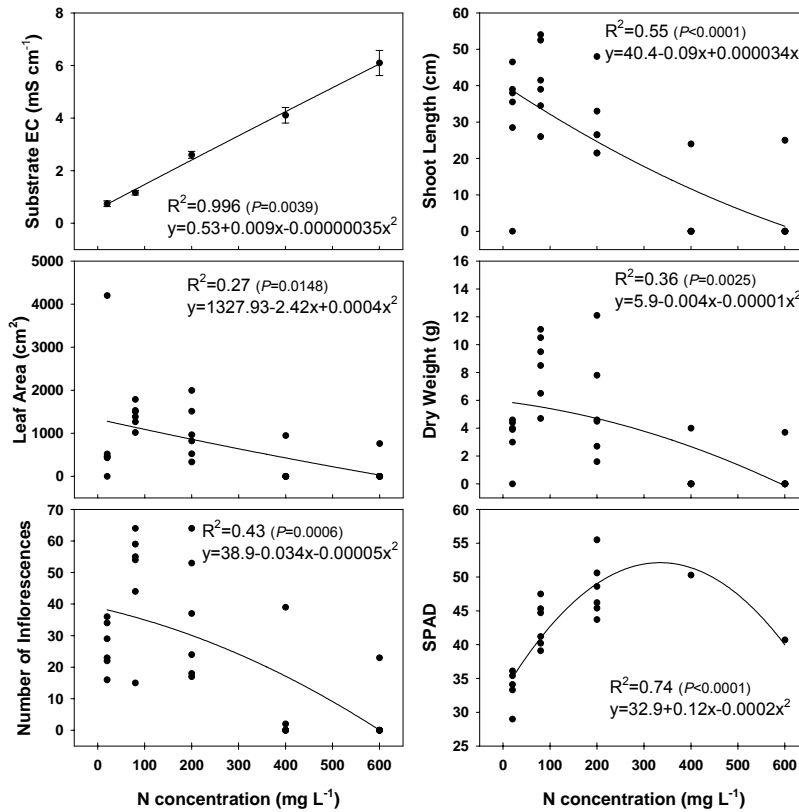 Substrate EC (mS cm⁻¹)
8
6
4
2
0
R²=0.996 (P=0.0039)
y=0.53+0.009x-0.00000035x²
Shoot Length (cm)
60
50
40
30
20
10
0
R²=0.55 (P<0.0001)
y=40.4-0.09x+0.000034x
Leaf Area (cm²)
5000
4000
3000
2000
1000
0
R²=0.27 (P=0.0148)
y=1327.93-2.42x+0.0004x²
Dry Weight (g)
16
14
12
10
8
6
4
2
0
R²=0.36 (P=0.0025)
y=5.9-0.004x-0.00001x²
Number of Inflorescences
70
60
50
40
30
20
10
0
R²=0.43 (P=0.0006)
y=38.9-0.034x-0.00005x²
0 100 200 300 400 500 600
N concentration (mg L⁻¹)
SPAD
60
55
50
45
40
35
30
25
R²=0.74 (P<0.0001)
y=32.9+0.12x-0.0002x²
0 100 200 300 400 500 600
N concentration (mg L⁻¹)